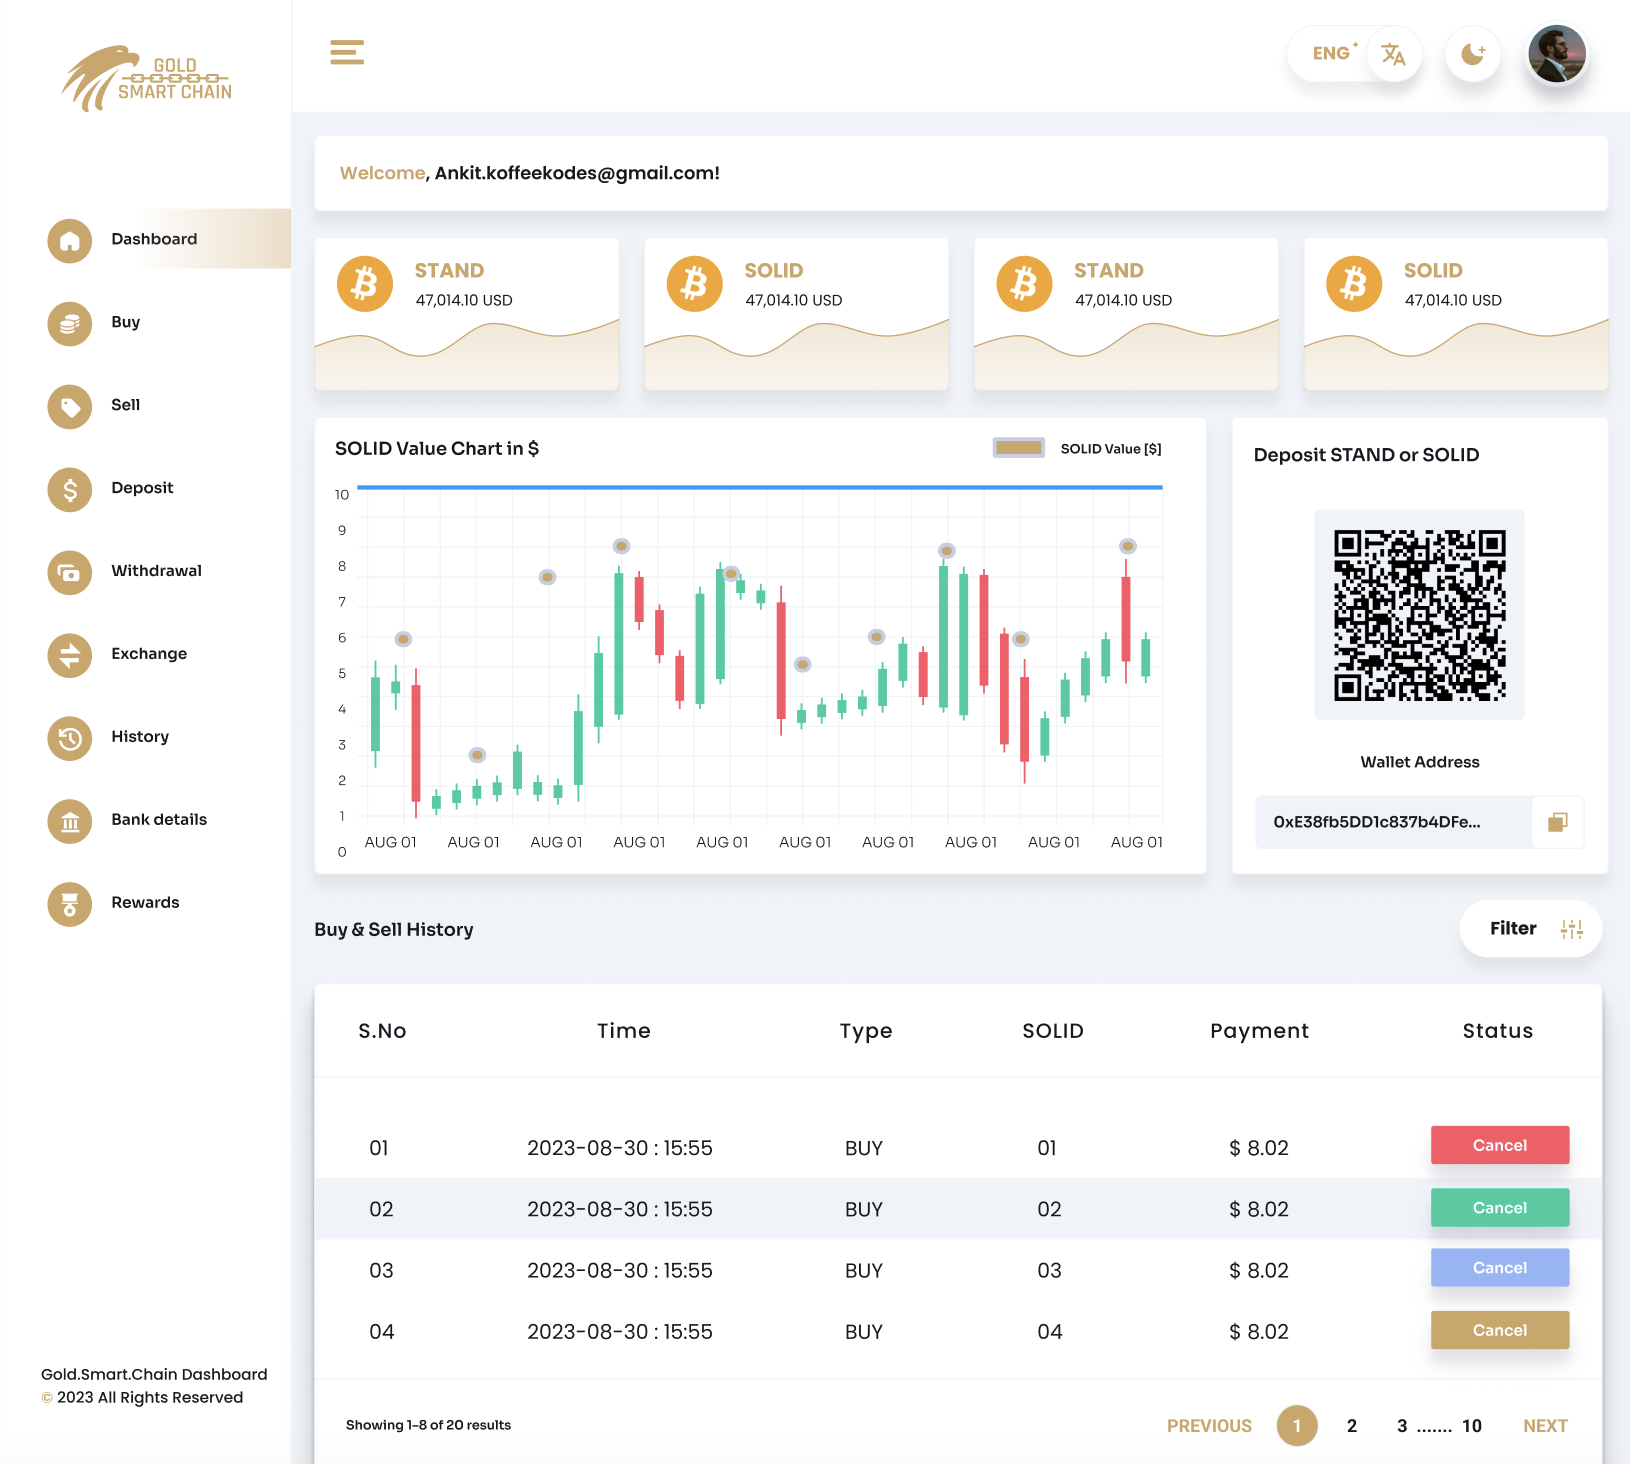 GOLD
SMART CHAIN
ENG+
Dashboard
Buy
Sell
Deposit
Withdrawal
Exchange
History
Bank details
Rewards
Gold.Smart.Chain Dashboard
© 2023 All Rights Reserved
Welcome, Ankit.koffeekodes@gmail.com!
STAND
47,014.10 USD
SOLID
47,014.10 USD
STAND
47,014.10 USD
SOLID
47,014.10 USD
SOLID Value Chart in $
SOLID Value [$]
10
9
8
7
6
5
4
3
2
1
0
AUG 01 AUG 01 AUG 01 AUG 01 AUG 01 AUG 01 AUG 01 AUG 01 AUG 01 AUG 01
Deposit STAND or SOLID
Wallet Address
0xE38fb5DD1c837b4DFe...
Buy & Sell History
Filter
S.No Time Type SOLID Payment Status
01 2023-08-30 : 15:55 BUY 01 $ 8.02 Cancel
02 2023-08-30 : 15:55 BUY 02 $ 8.02 Cancel
03 2023-08-30 : 15:55 BUY 03 $ 8.02 Cancel
04 2023-08-30 : 15:55 BUY 04 $ 8.02 Cancel
Showing 1-8 of 20 results
PREVIOUS 1 2 3 ....... 10 NEXT